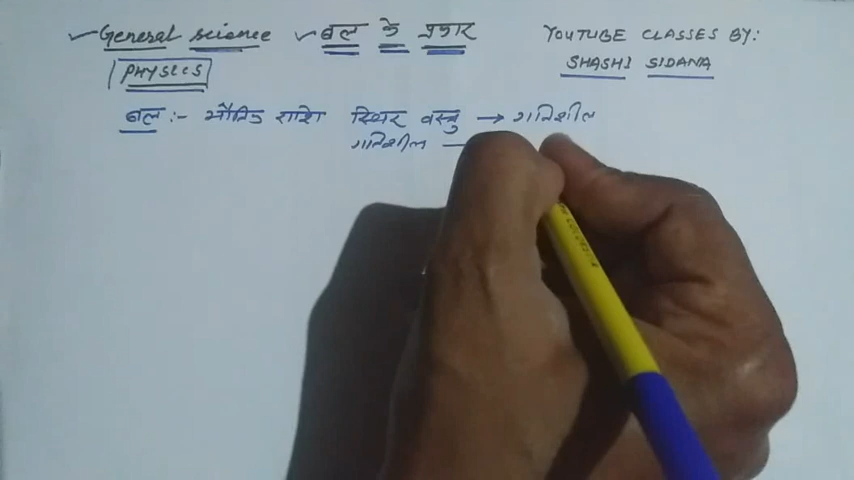 General science बल के प्रकार YOUTUBE CLASSES BY:
PHYSICS SHASHI SIDANA
बल :- भौतिक राशि स्थिर वस्तु → गतिशील
गतिशील —